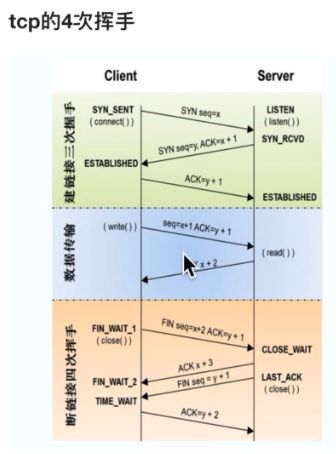 tcp的4次挥手
Client Server
建链接三次握手
SYN_SENT
( connect() )
SYN seq=x
LISTEN
( listen() )
SYN_RCVD
SYN seq=y, ACK=x + 1
ESTABLISHED
ACK=y + 1
ESTABLISHED
数据传输
( write() )
seq=x+1 ACK=y + 1
( read() )
x + 2
断链接四次挥手
FIN_WAIT_1
( close() )
FIN seq=x+2 ACK=y + 1
CLOSE_WAIT
ACK x + 3
FIN_WAIT_2
FIN seq = y + 1
LAST_ACK
( close() )
TIME_WAIT
ACK=y + 2